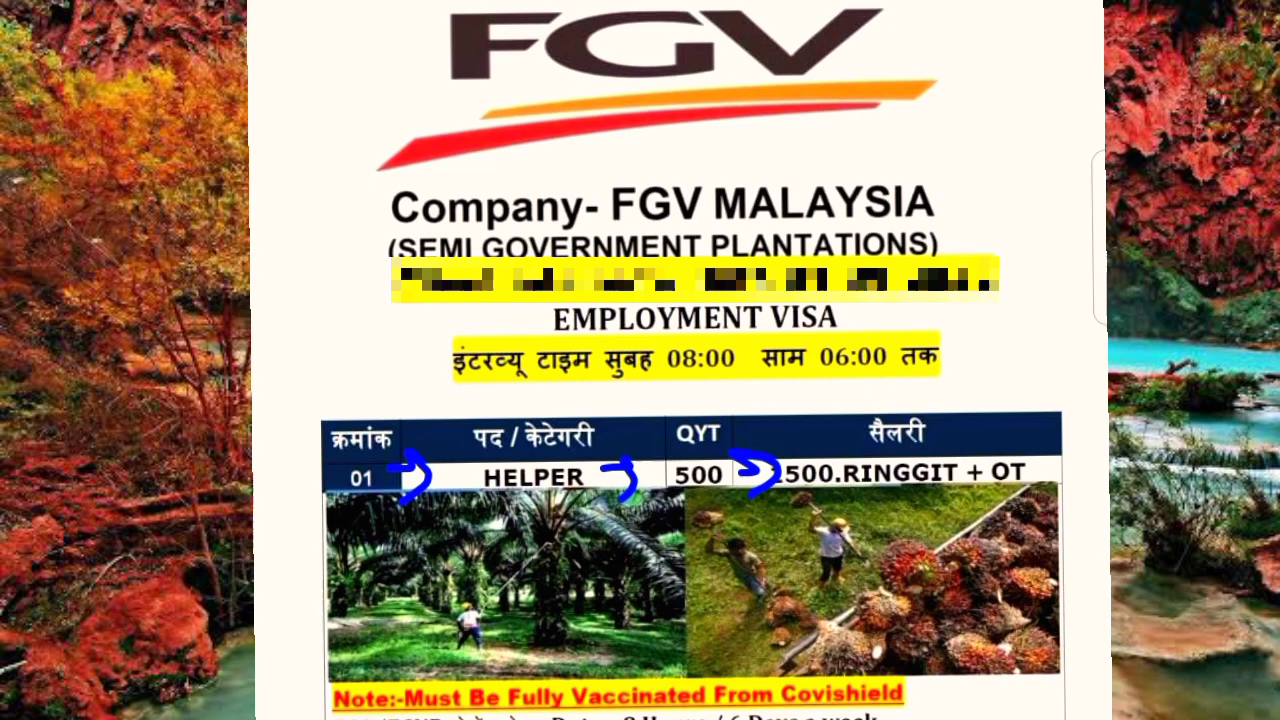 FGV
Company- FGV MALAYSIA
(SEMI GOVERNMENT PLANTATIONS)
EMPLOYMENT VISA
इंटरव्यू टाइम सुबह 08:00 साम 06:00 तक
क्रमांक पद / केटेगरी QYT सैलरी
01 HELPER 500 1500.RINGGIT + OT
Note:-Must Be Fully Vaccinated From Covishield